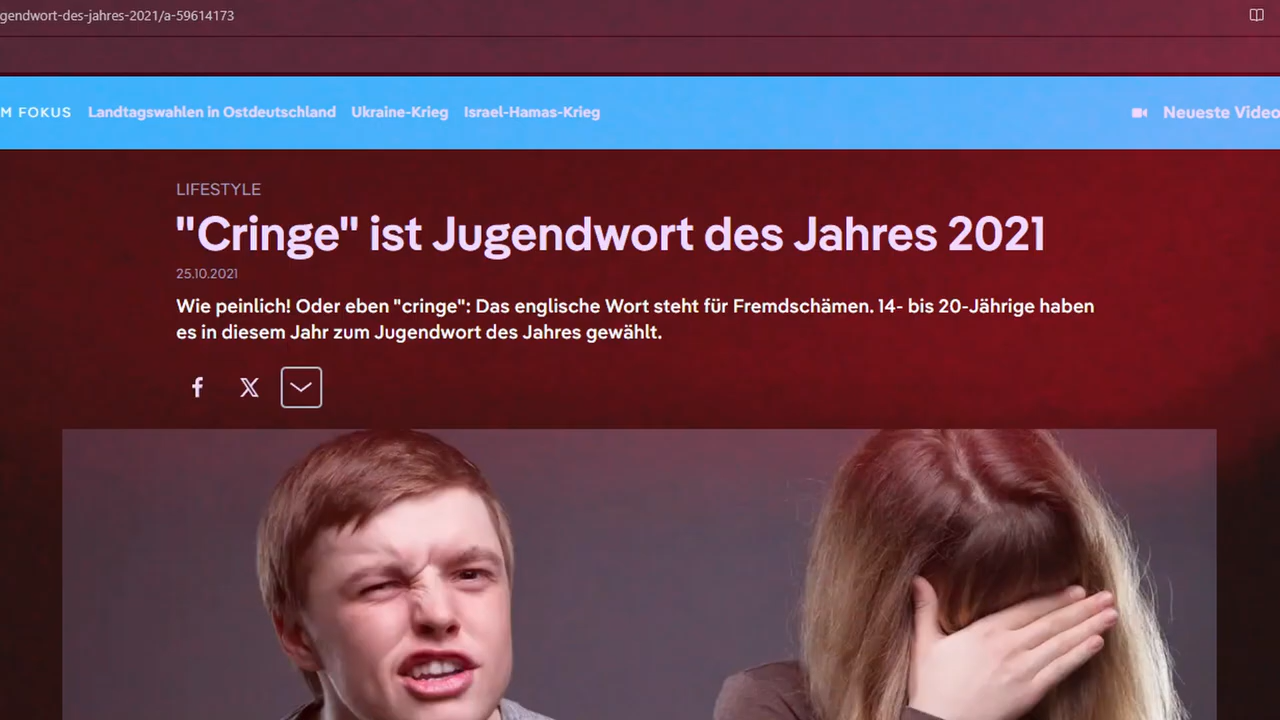 gendwort-des-jahres-2021/a-59614173
M FOKUS Landtagswahlen in Ostdeutschland Ukraine-Krieg Israel-Hamas-Krieg Neueste Video
LIFESTYLE
"Cringe" ist Jugendwort des Jahres 2021
25.10.2021
Wie peinlich! Oder eben "cringe": Das englische Wort steht für Fremdschämen. 14- bis 20-Jährige haben
es in diesem Jahr zum Jugendwort des Jahres gewählt.